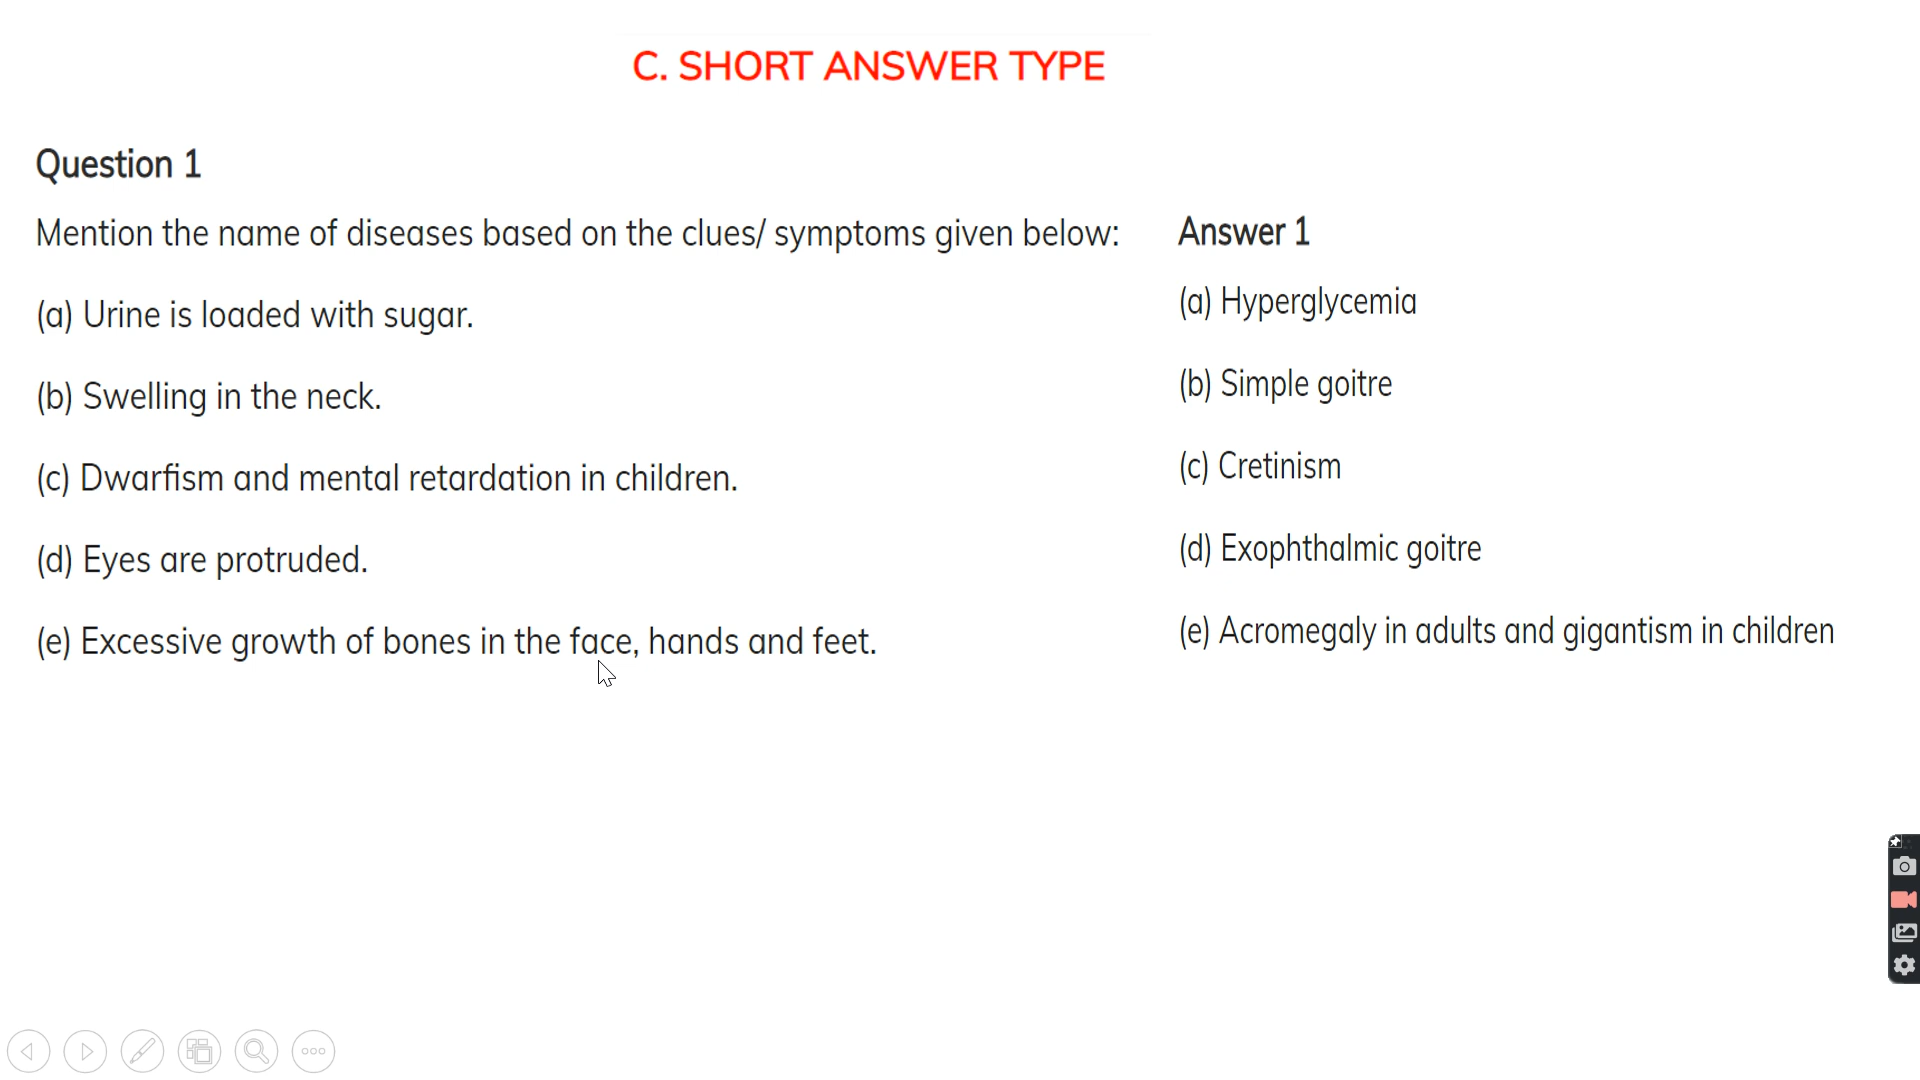 C. SHORT ANSWER TYPE
Question 1
Mention the name of diseases based on the clues/ symptoms given below:
(a) Urine is loaded with sugar.
(b) Swelling in the neck.
(c) Dwarfism and mental retardation in children.
(d) Eyes are protruded.
(e) Excessive growth of bones in the face, hands and feet.
Answer 1
(a) Hyperglycemia
(b) Simple goitre
(c) Cretinism
(d) Exophthalmic goitre
(e) Acromegaly in adults and gigantism in children